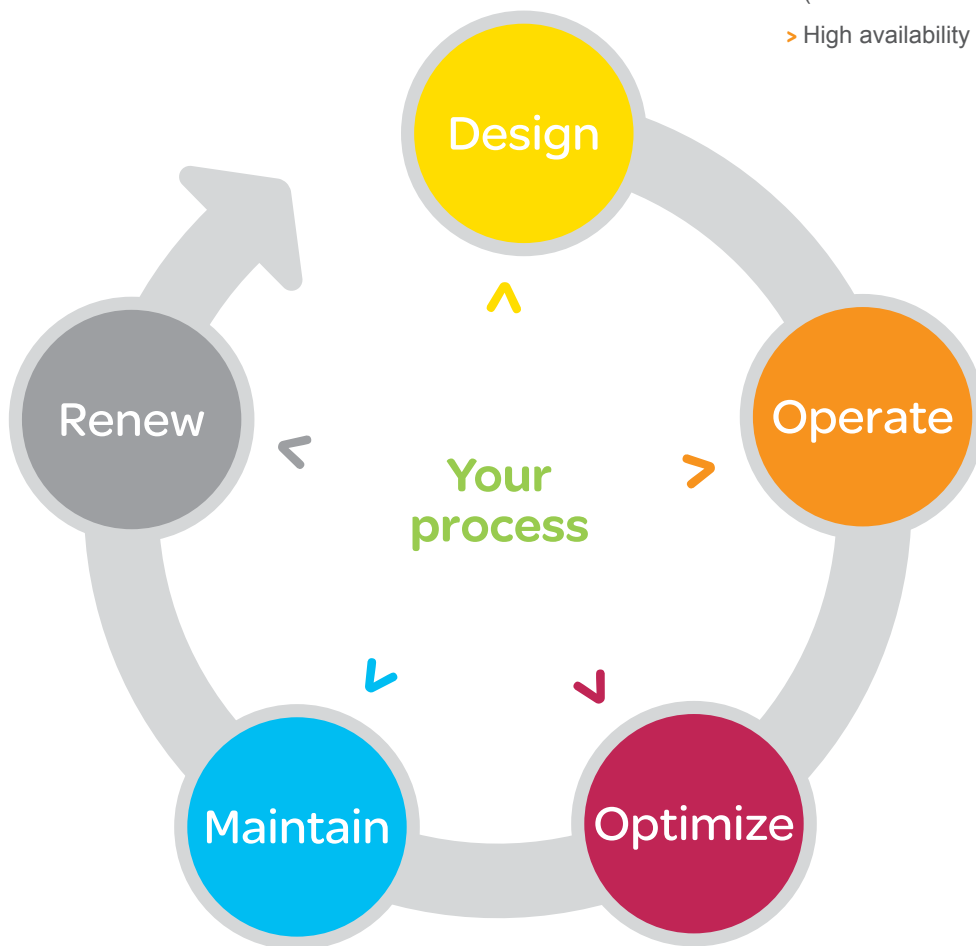 > High availability
Design
Operate
Renew
Your
process
Maintain
Optimize